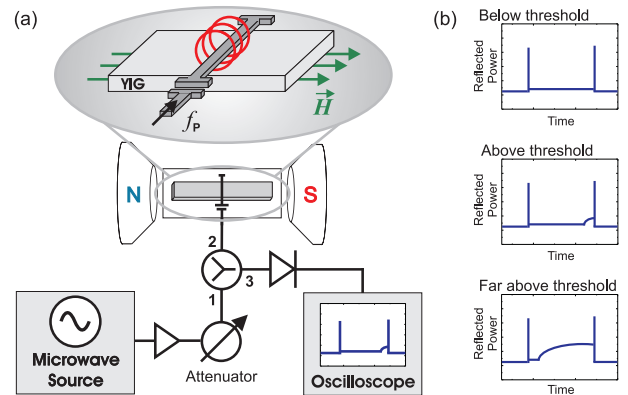 (a)
YIG
f_P
H
N
S
2
3
1
Microwave
Source
Attenuator
Oscilloscope
(b)
Below threshold
Reflected
Power
Time
Above threshold
Reflected
Power
Time
Far above threshold
Reflected
Power
Time